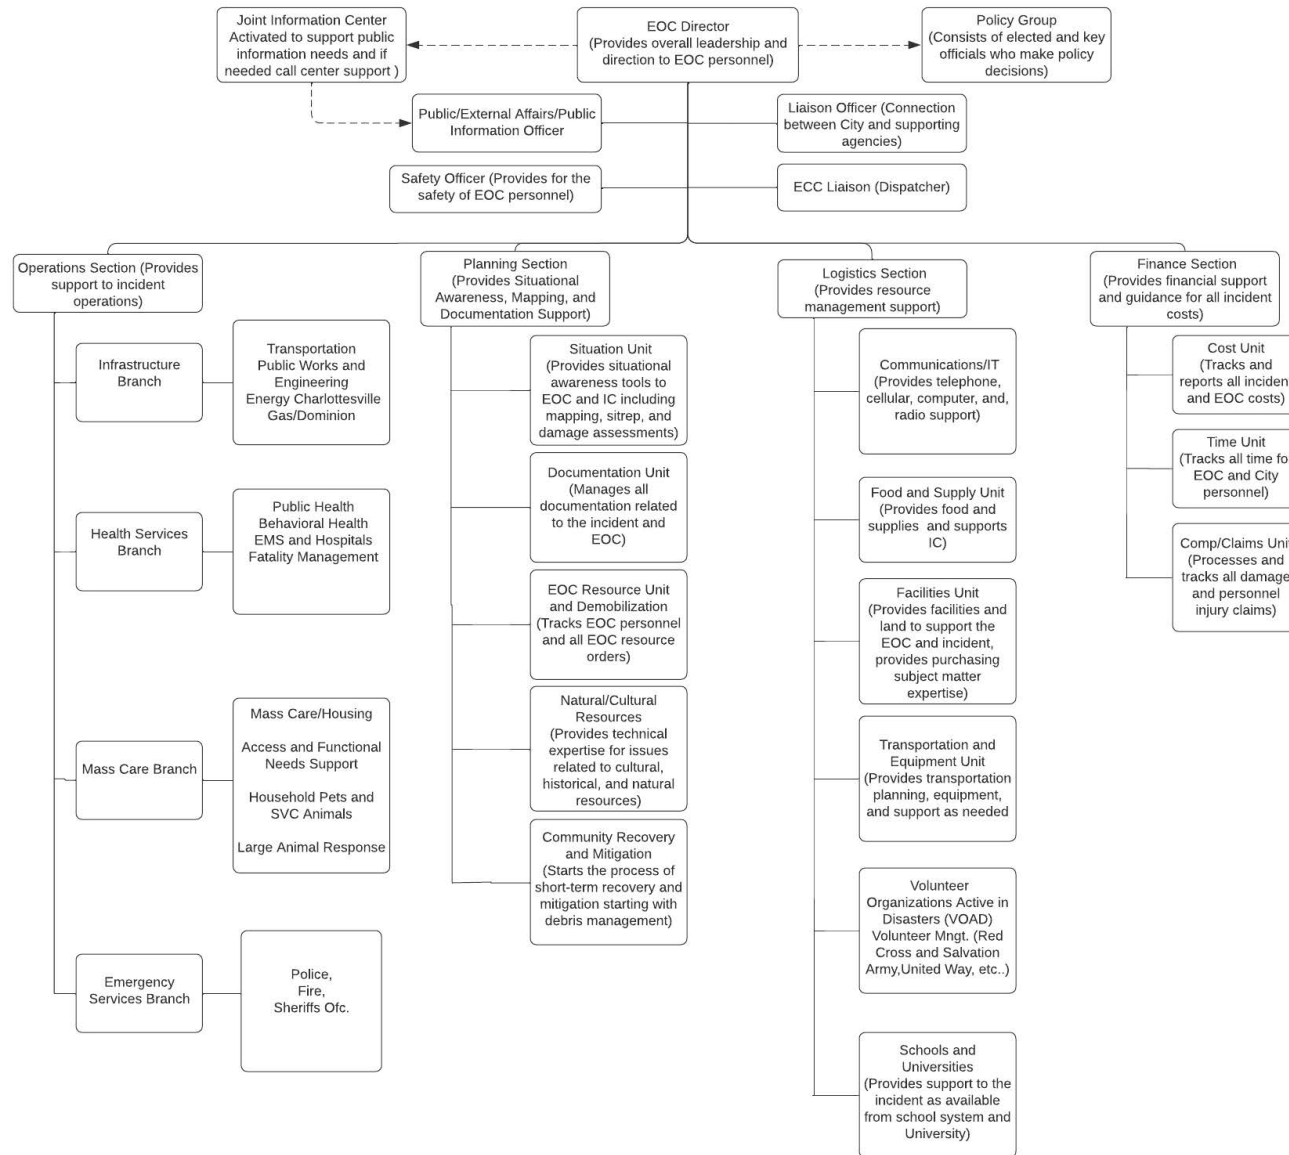 Joint Information Center
Activated to support public
information needs and if
needed call center support )
EOC Director
(Provides overall leadership and
direction to EOC personnel)
Policy Group
(Consists of elected and key
officials who make policy
decisions)
Public/External Affairs/Public
Information Officer
Liaison Officer (Connection
between City and supporting
agencies)
Safety Officer (Provides for the
safety of EOC personnel)
ECC Liaison (Dispatcher)
Operations Section (Provides
support to incident
operations)
Infrastructure
Branch
Transportation
Public Works and
Engineering
Energy Charlottesville
Gas/Dominion
Health Services
Branch
Public Health
Behavioral Health
EMS and Hospitals
Fatality Management
Mass Care Branch
Mass Care/Housing
Access and Functional
Needs Support
Household Pets and
SVC Animals
Large Animal Response
Emergency
Services Branch
Police,
Fire,
Sheriffs Ofc.
Planning Section
(Provides Situational
Awareness, Mapping, and
Documentation Support)
Situation Unit
(Provides situational
awareness tools to
EOC and IC including
mapping, sitrep, and
damage assessments)
Documentation Unit
(Manages all
documentation related
to the incident and
EOC)
EOC Resource Unit
and Demobilization
(Tracks EOC personnel
and all EOC resource
orders)
Natural/Cultural
Resources
(Provides technical
expertise for issues
related to cultural,
historical, and natural
resources)
Community Recovery
and Mitigation
(Starts the process of
short-term recovery and
mitigation starting with
debris management)
Logistics Section
(Provides resource
management support)
Communications/IT
(Provides telephone,
cellular, computer, and,
radio support)
Food and Supply Unit
(Provides food and
supplies and supports
IC)
Facilities Unit
(Provides facilities and
land to support the
EOC and incident,
provides purchasing
subject matter
expertise)
Transportation and
Equipment Unit
(Provides transportation
planning, equipment,
and support as needed
Volunteer
Organizations Active in
Disasters (VOAD)
Volunteer Mngt. (Red
Cross and Salvation
Army,United Way, etc..)
Schools and
Universities
(Provides support to the
incident as available
from school system and
University)
Finance Section
(Provides financial support
and guidance for all incident
costs)
Cost Unit
(Tracks and
reports all incident
and EOC costs)
Time Unit
(Tracks all time for
EOC and City
personnel)
Comp/Claims Unit
(Processes and
tracks all damage
and personnel
injury claims)